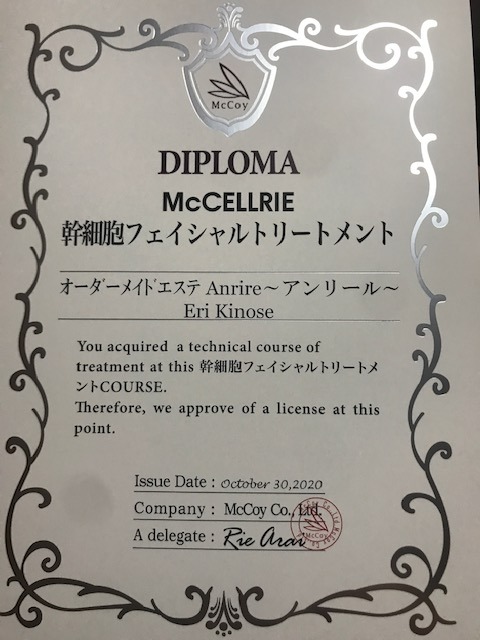 McCoy
DIPLOMA
McCELLRIE
幹細胞フェイシャルトリートメント
オーダーメイドエステ Anrire～アンリール～
Eri Kinose
You acquired a technical course of
treatment at this 幹細胞フェイシャルトリートメ
ントCOURSE.
Therefore, we approve of a license at this
point.
Issue Date : October 30,2020
Company : McCoy Co., Ltd.
A delegate : Rie Arai
McCoy